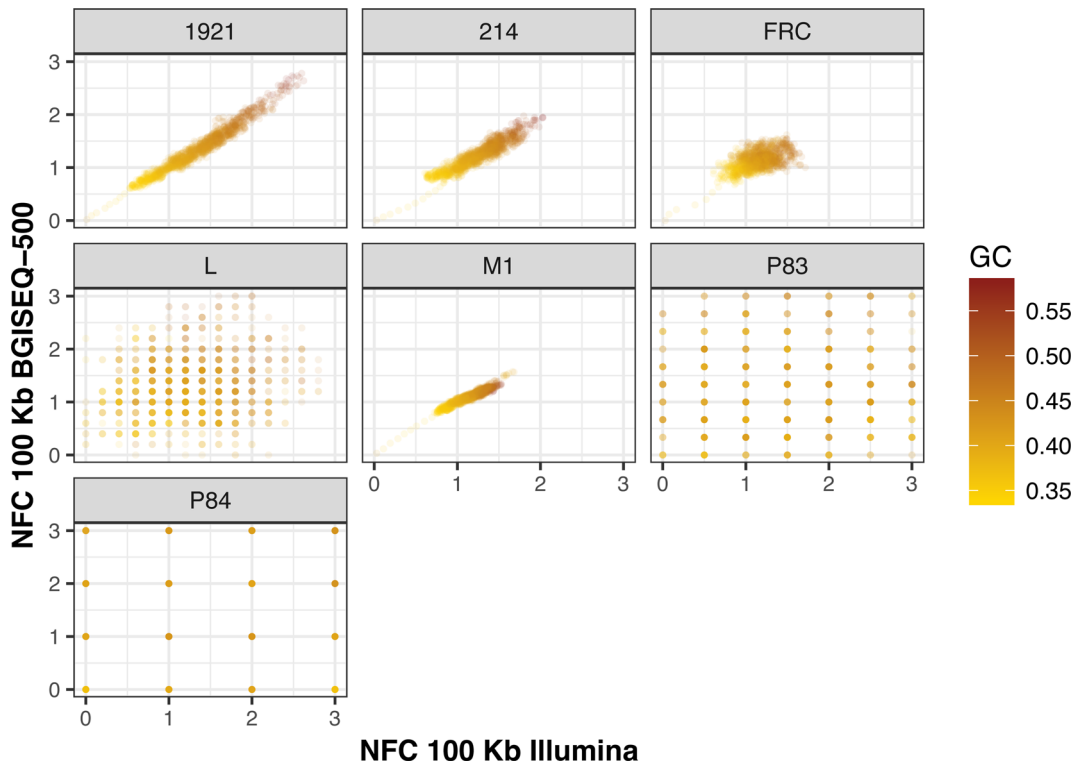 1921 214 FRC
3
2
1
0
L M1 P83
3
2
1
0
0 1 2 3 0 1 2 3
P84
3
2
1
0
0 1 2 3
NFC 100 Kb Illumina
NFC 100 Kb BGISEQ–500
GC
0.55
0.50
0.45
0.40
0.35